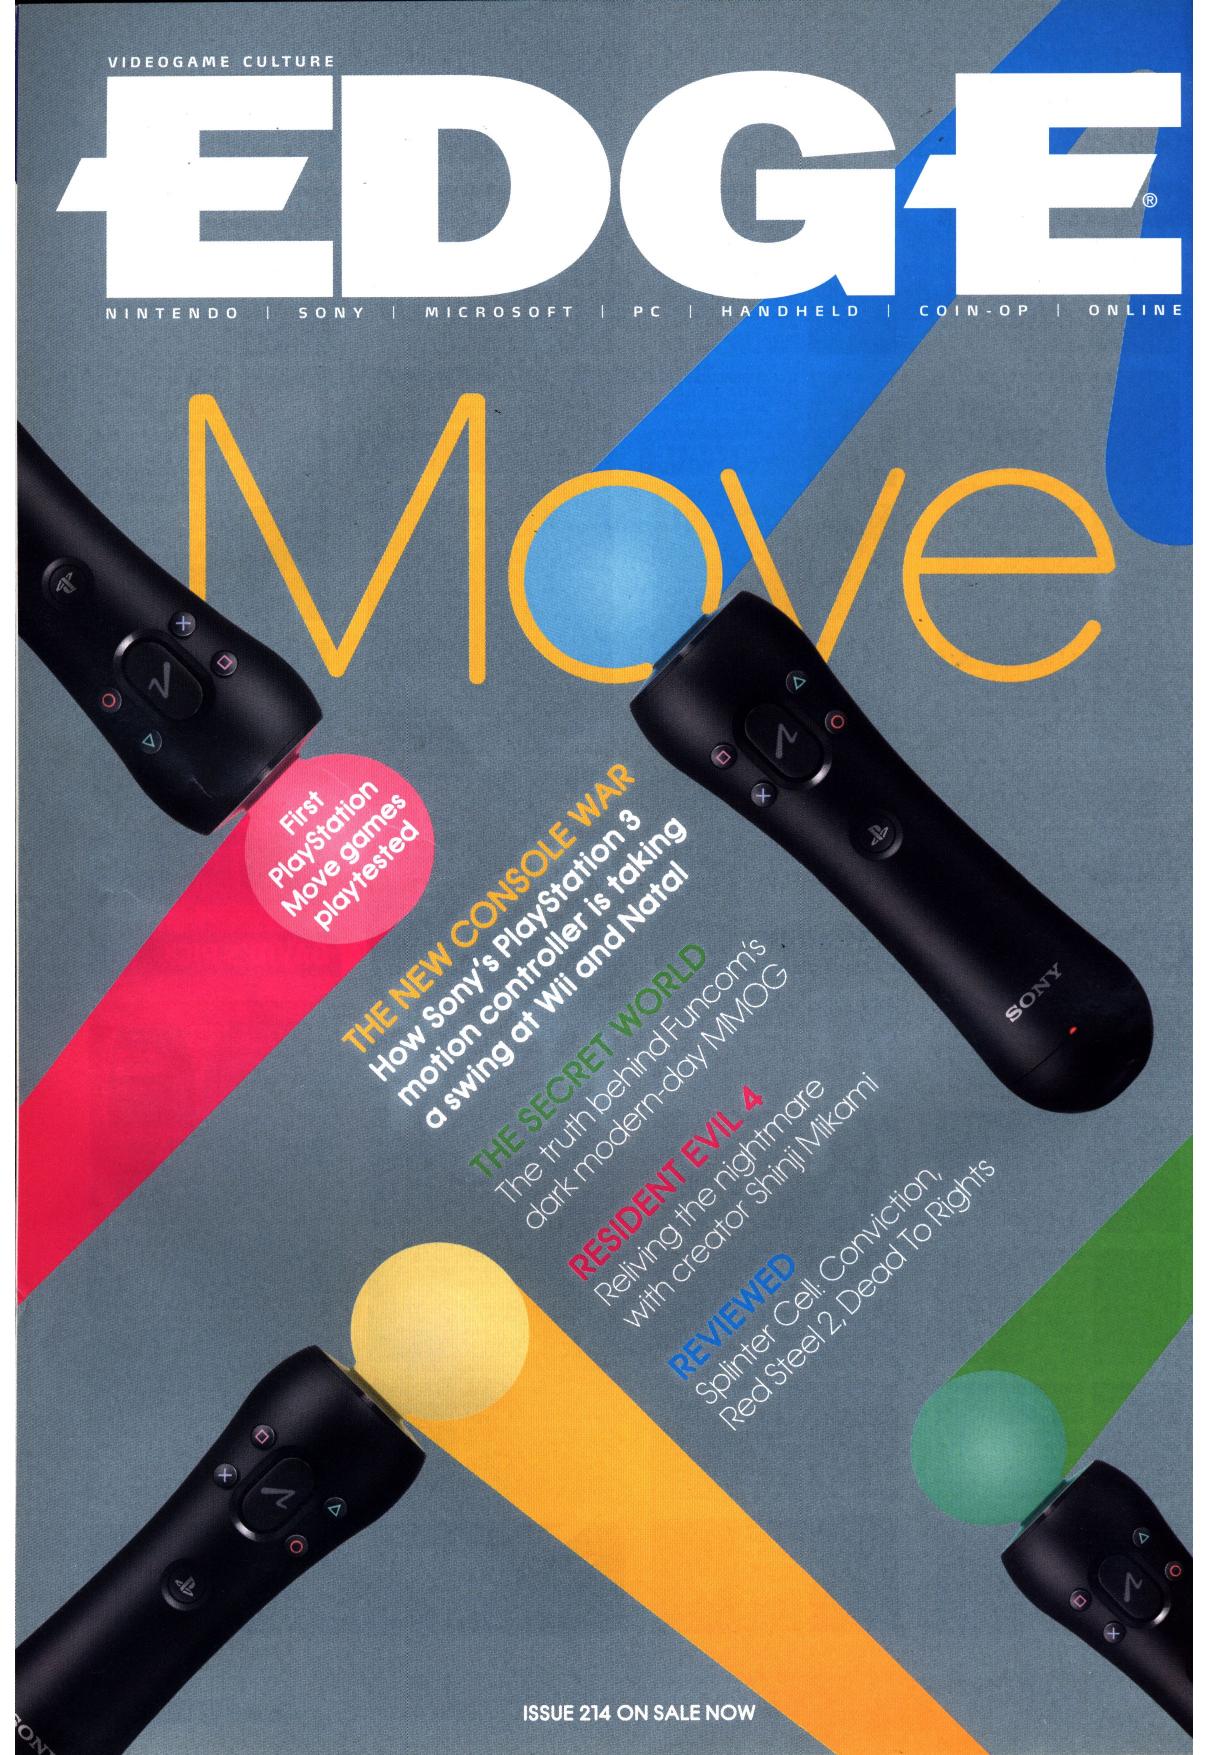 VIDEOGAME CULTURE
EDGE®
NINTENDO | SONY | MICROSOFT | PC | HANDHELD | COIN-OP | ONLINE
Move
First
PlayStation
Move games
playtested
THE NEW CONSOLE WAR
How Sony's PlayStation 3
motion controller is taking
a swing at Wii and Natal
THE SECRET WORLD
The truth behind Funcom's
dark modern-day MMOG
RESIDENT EVIL 4
Reliving the nightmare
with creator Shinji Mikami
REVIEWED
Splinter Cell: Conviction,
Red Steel 2, Dead To Rights
SONY
SONY
ISSUE 214 ON SALE NOW